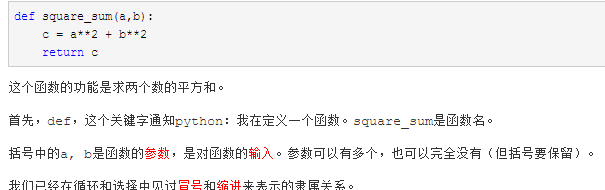 def square_sum(a,b):
    c = a**2 + b**2
    return c
这个函数的功能是求两个数的平方和。
首先，def，这个关键字通知python：我在定义一个函数。square_sum是函数名。
括号中的a, b是函数的参数，是对函数的输入。参数可以有多个，也可以完全没有（但括号要保留）。
我们已经在循环和选择中见过冒号和缩进来表示的隶属关系。